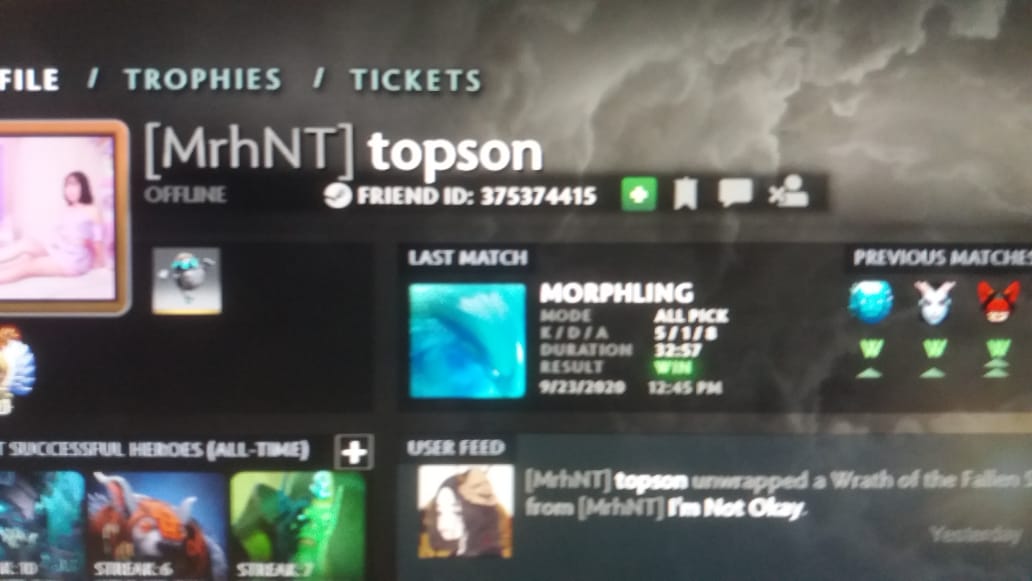 FILE / TROPHIES / TICKETS
[MrhNT] topson
OFFLINE
FRIEND ID: 375374415
LAST MATCH
MORPHLING
MODE ALL PICK
K / D / A 5 / 1 / 8
DURATION 32:57
RESULT WIN
9/23/2020 12:45 PM
PREVIOUS MATCHES
W W W
T SUCCESSFUL HEROES (ALL-TIME)
STREAK: 6
STREAK: 7
USER FEED
[MrhNT] topson unwrapped a Wrath of the Fallen
from [MrhNT] I'm Not Okay.
Yesterday